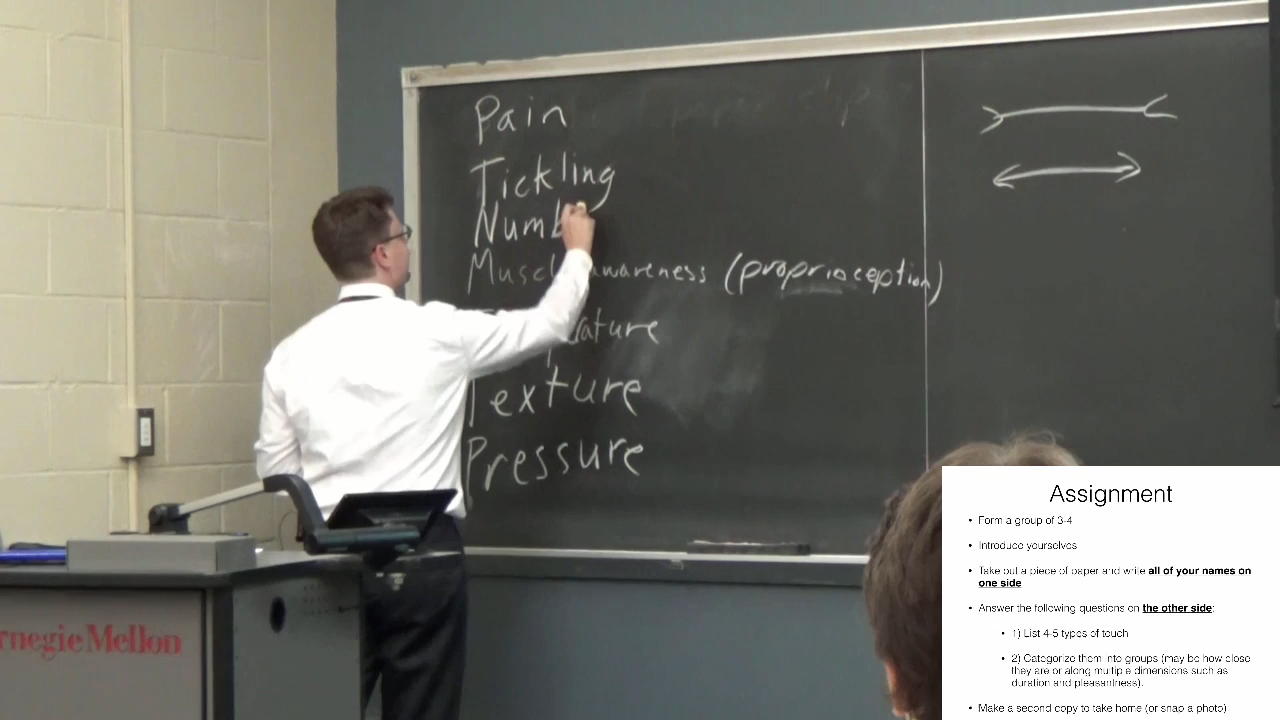 Pain
Tickling
Numb
awareness (proprioception)
Texture
Pressure
rnegie Mellon
Assignment
• Form a group of 3-4
• Introduce yourselves
• Take out a piece of paper and write all of your names on
one side
• Answer the following questions on the other side:
• 1) List 4-5 types of touch
• 2) Categorize them into groups (may be how close
they are or along multiple dimensions such as
duration and pleasantness).
• Make a second copy to take home (or snap a photo)